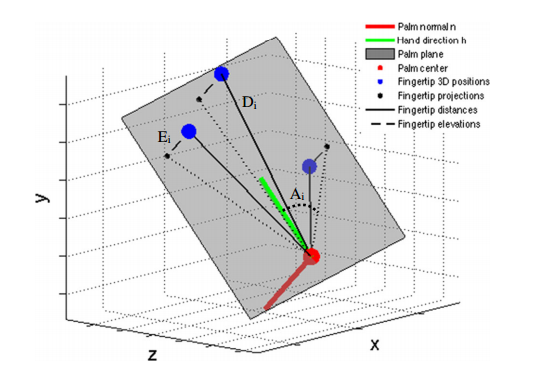 Palm normal n
Hand direction h
Palm plane
Palm center
Fingertip 3D positions
Fingertip projections
Fingertip distances
Fingertip elevations
Di
Ei
Ai
y
z
x